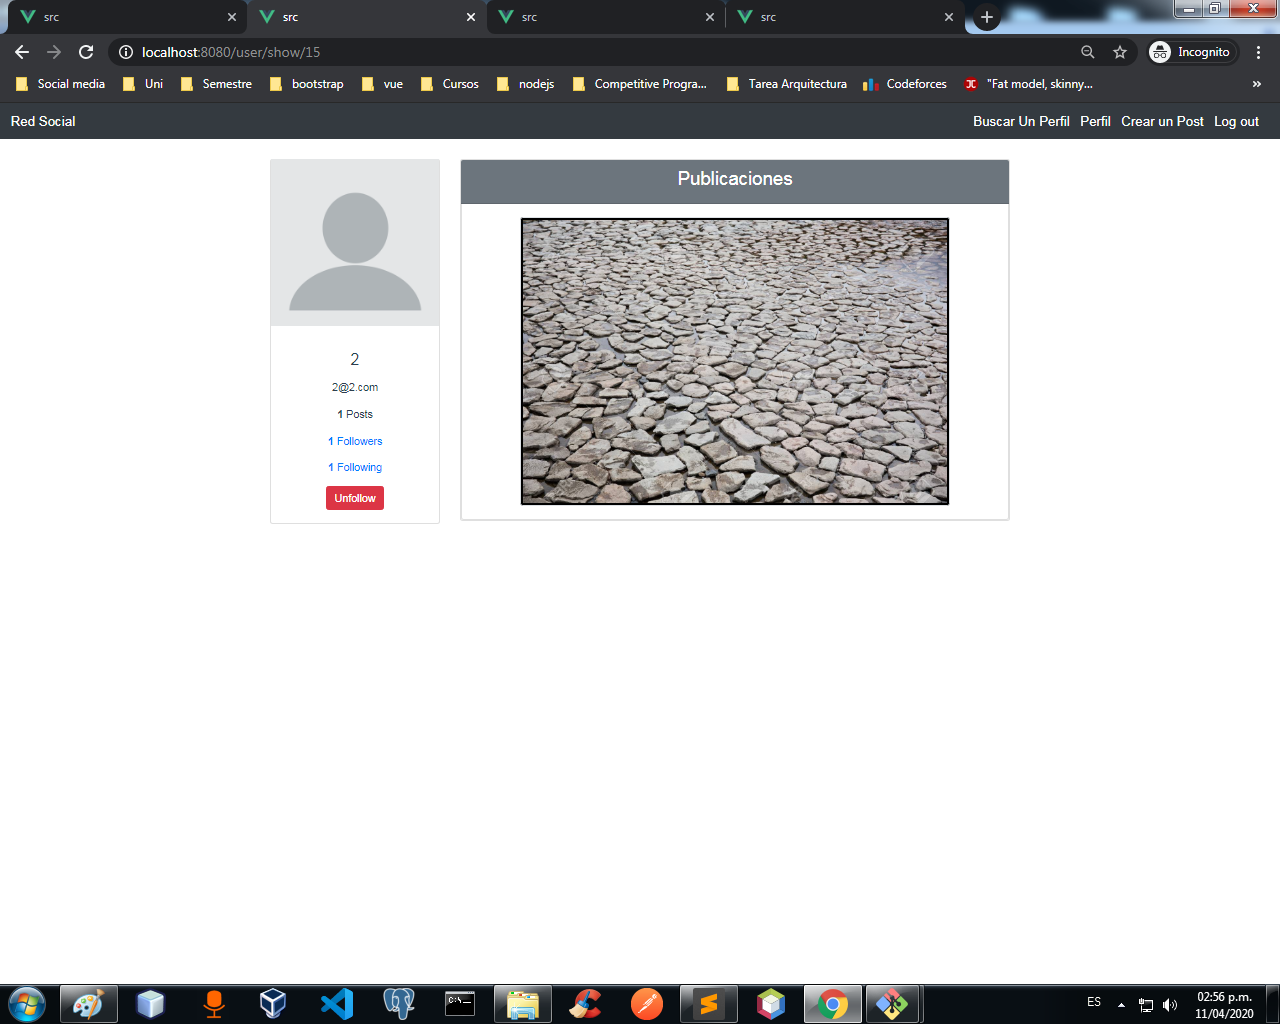 src
src
src
src
localhost:8080/user/show/15
Incognito
Social media
Uni
Semestre
bootstrap
vue
Cursos
nodejs
Competitive Progra...
Tarea Arquitectura
Codeforces
"Fat model, skinny...
»
Red Social
Buscar Un Perfil
Perfil
Crear un Post
Log out
Publicaciones
2
2@2.com
1 Posts
1 Followers
1 Following
Unfollow
C:\_
ES
02:56 p.m.
11/04/2020